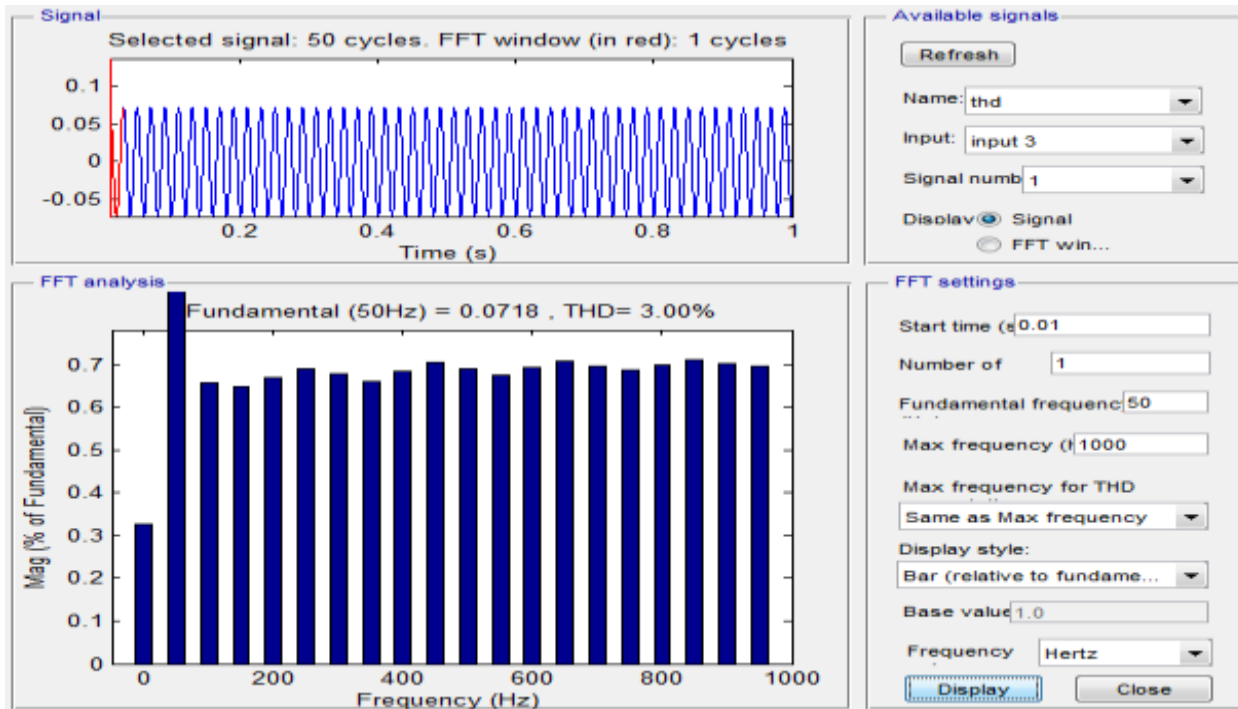 Signal
Selected signal: 50 cycles. FFT window (in red): 1 cycles
0.1
0.05
0
-0.05
0.2 0.4 0.6 0.8 1
Time (s)
Available signals
Refresh
Name: thd
Input: input 3
Signal numb 1
Display Signal
FFT win...
FFT analysis
Fundamental (50Hz) = 0.0718 , THD= 3.00%
Mag (% of Fundamental)
0.7
0.6
0.5
0.4
0.3
0.2
0.1
0
0 200 400 600 800 1000
Frequency (Hz)
FFT settings
Start time (s 0.01
Number of 1
Fundamental frequenc 50
Max frequency (H 1000
Max frequency for THD
Same as Max frequency
Display style:
Bar (relative to fundame...
Base value 1.0
Frequency Hertz
Display Close